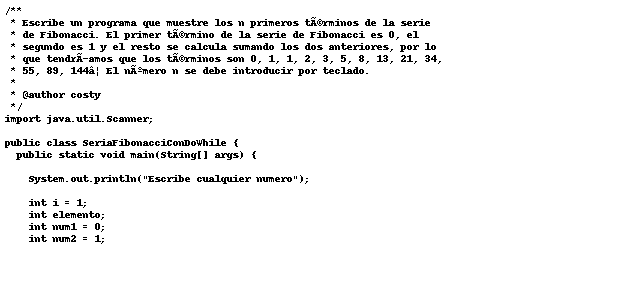 /**
 * Escribe un programa que muestre los n primeros tÃ©rminos de la serie
 * de Fibonacci. El primer tÃ©rmino de la serie de Fibonacci es 0, el
 * segundo es 1 y el resto se calcula sumando los dos anteriores, por lo
 * que tendrÃ-amos que los tÃ©rminos son 0, 1, 1, 2, 3, 5, 8, 13, 21, 34,
 * 55, 89, 144â¦ El nÃºmero n se debe introducir por teclado.
 *
 * @author costy
 */
import java.util.Scanner;
public class SeriaFibonacciConDoWhile {
  public static void main(String[] args) {
    System.out.println("Escribe cualquier numero");
    int i = 1;
    int elemento;
    int num1 = 0;
    int num2 = 1;